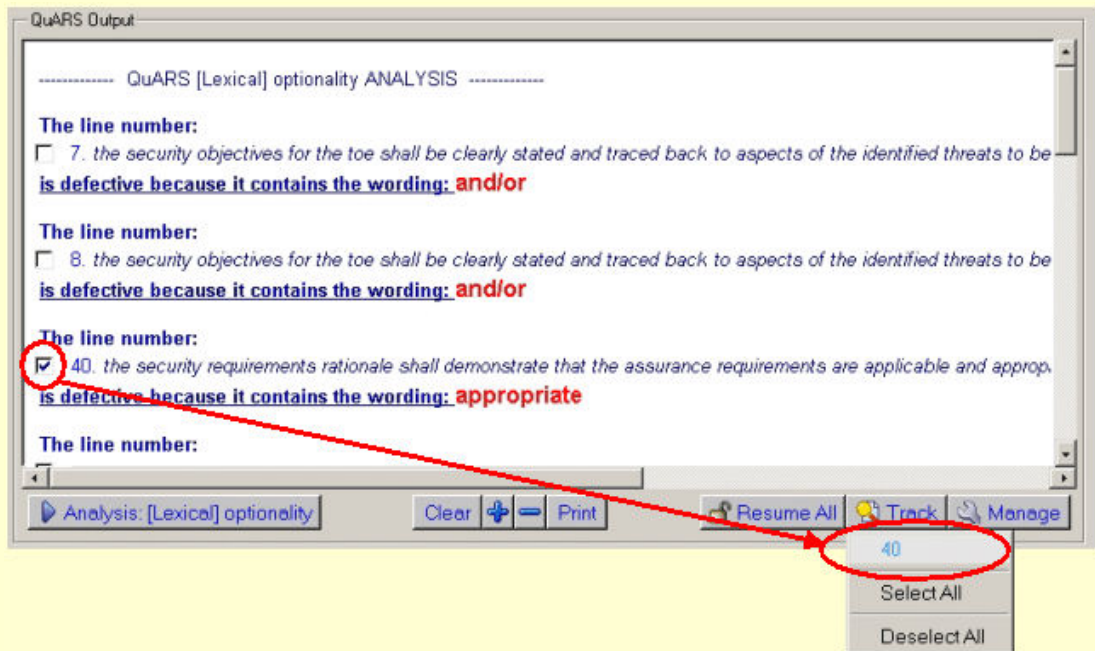 QuARS Output
------------- QuARS [Lexical] optionality ANALYSIS -------------
The line number:
7. the security objectives for the toe shall be clearly stated and traced back to aspects of the identified threats to be
is defective because it contains the wording: and/or
The line number:
8. the security objectives for the toe shall be clearly stated and traced back to aspects of the identified threats to be
is defective because it contains the wording: and/or
The line number:
40. the security requirements rationale shall demonstrate that the assurance requirements are applicable and approp
is defective because it contains the wording: appropriate
The line number:
Analysis: [Lexical] optionality Clear Print Resume All Track Manage
40
Select All
Deselect All